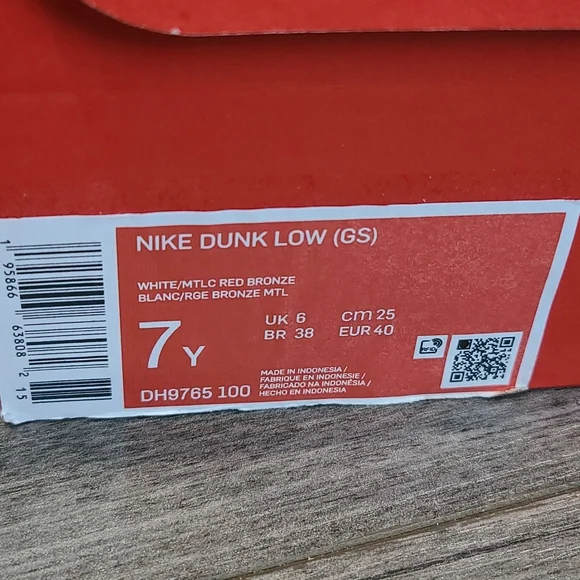 NIKE DUNK LOW (GS)
WHITE/MTLC RED BRONZE
BLANC/RGE BRONZE MTL
7Y
UK 6 cm 25
BR 38 EUR 40
DH9765 100
MADE IN INDONESIA /
FABRIQUE EN INDONESIE /
FABRICADO NA INDONÉSIA /
HECHO EN INDONESIA
RFID
1 95866 63808 2 15